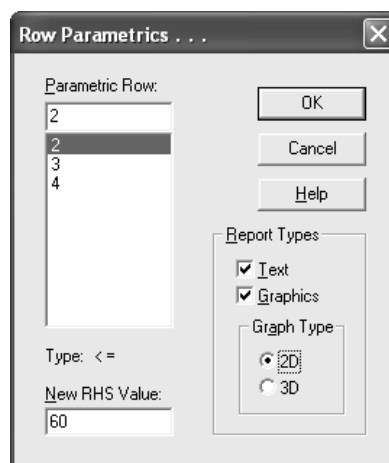 Row Parametrics . . .
Parametric Row:
2
2
3
4
Type: <=
New RHS Value:
60
OK
Cancel
Help
Report Types
Text
Graphics
Graph Type
2D
3D